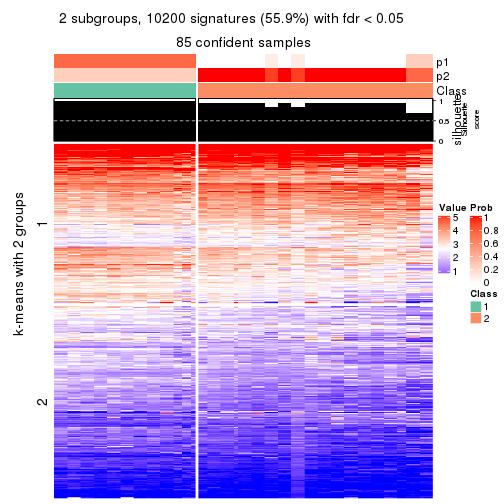 2 subgroups, 10200 signatures (55.9%) with fdr < 0.05
85 confident samples
p1
p2
Class
1
0.5
0
silhouette
Silhouette
score
k-means with 2 groups
1
2
Value
5
4
3
2
1
Prob
1
0.8
0.6
0.4
0.2
0
Class
1
2